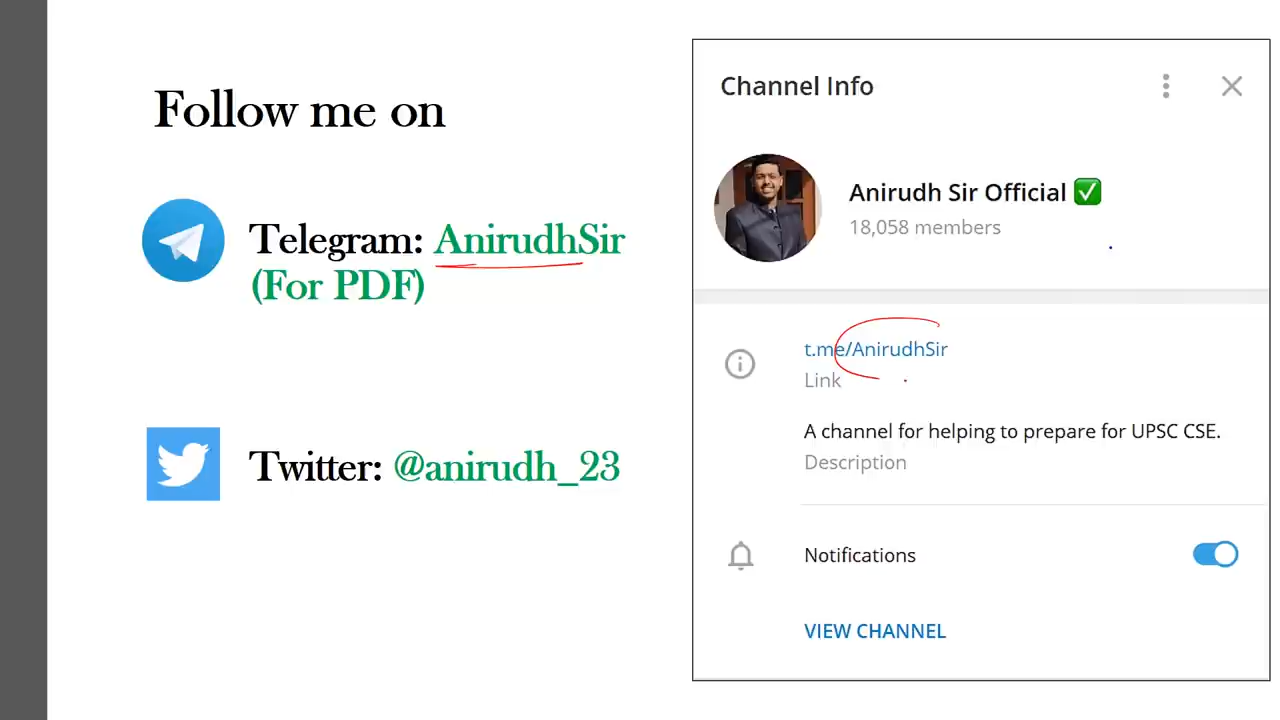 Follow me on
Telegram: AnirudhSir
(For PDF)
Twitter: @anirudh_23
Channel Info
Anirudh Sir Official ✅
18,058 members
t.me/AnirudhSir
Link
A channel for helping to prepare for UPSC CSE.
Description
Notifications
VIEW CHANNEL